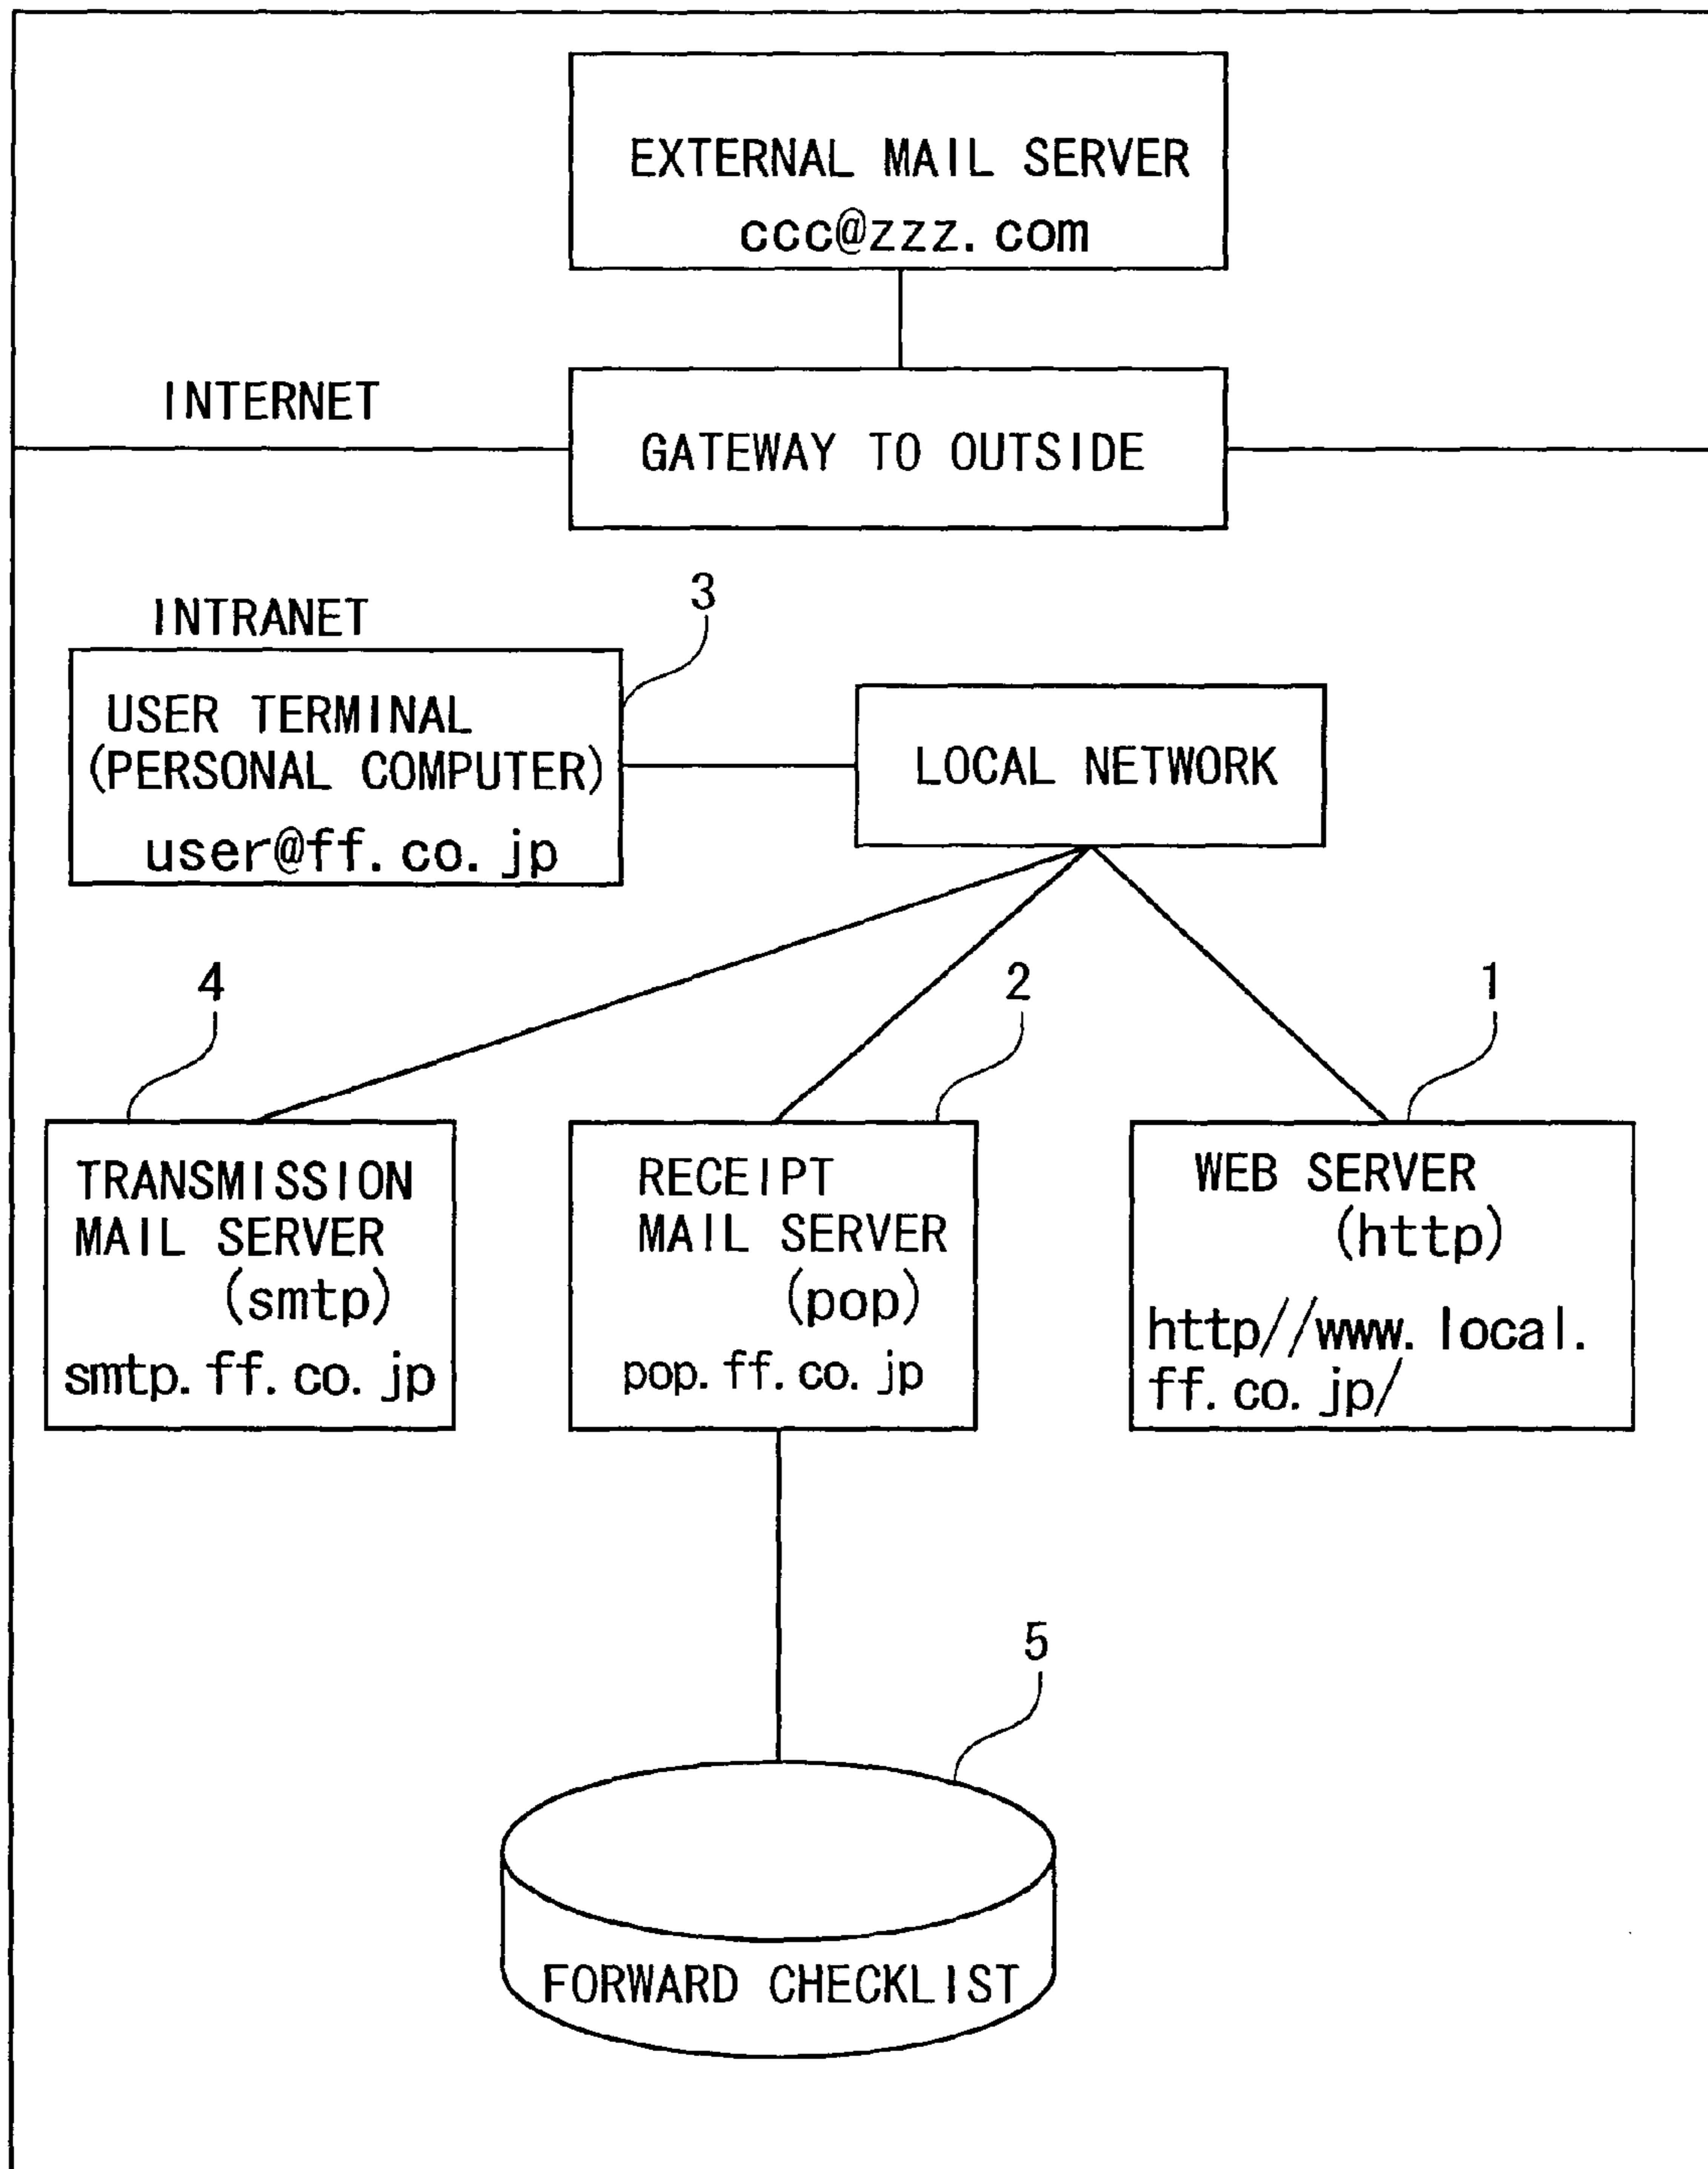 EXTERNAL MAIL SERVER
ccc@zzz.com
INTERNET
GATEWAY TO OUTSIDE
INTRANET
3
USER TERMINAL
(PERSONAL COMPUTER)
user@ff.co.jp
LOCAL NETWORK
4
2
1
TRANSMISSION
MAIL SERVER
(smtp)
smtp.ff.co.jp
RECEIPT
MAIL SERVER
(pop)
pop.ff.co.jp
WEB SERVER
(http)
http//www.local.
ff.co.jp/
5
FORWARD CHECKLIST